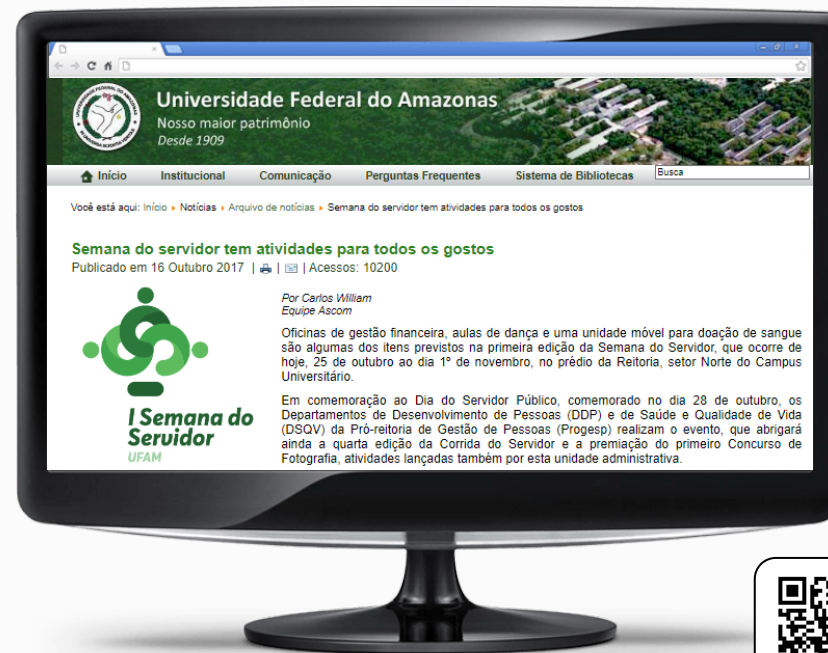 Universidade Federal do Amazonas
Nosso maior patrimônio
Desde 1909
Início Institucional Comunicação Perguntas Frequentes Sistema de Bibliotecas Busca
Você está aqui: Início Notícias Arquivo de notícias Semana do servidor tem atividades para todos os gostos
Semana do servidor tem atividades para todos os gostos
Publicado em 16 Outubro 2017 | | | Acessos: 10200
Por Carlos William
Equipe Ascom
Oficinas de gestão financeira, aulas de dança e uma unidade móvel para doação de sangue
são algumas dos itens previstos na primeira edição da Semana do Servidor, que ocorre de
hoje, 25 de outubro ao dia 1º de novembro, no prédio da Reitoria, setor Norte do Campus
Universitário.
Em comemoração ao Dia do Servidor Público, comemorado no dia 28 de outubro, os
Departamentos de Desenvolvimento de Pessoas (DDP) e de Saúde e Qualidade de Vida
(DSQV) da Pró-reitoria de Gestão de Pessoas (Progesp) realizam o evento, que abrigará
ainda a quarta edição da Corrida do Servidor e a premiação do primeiro Concurso de
Fotografia, atividades lançadas também por esta unidade administrativa.
I Semana do
Servidor
UFAM